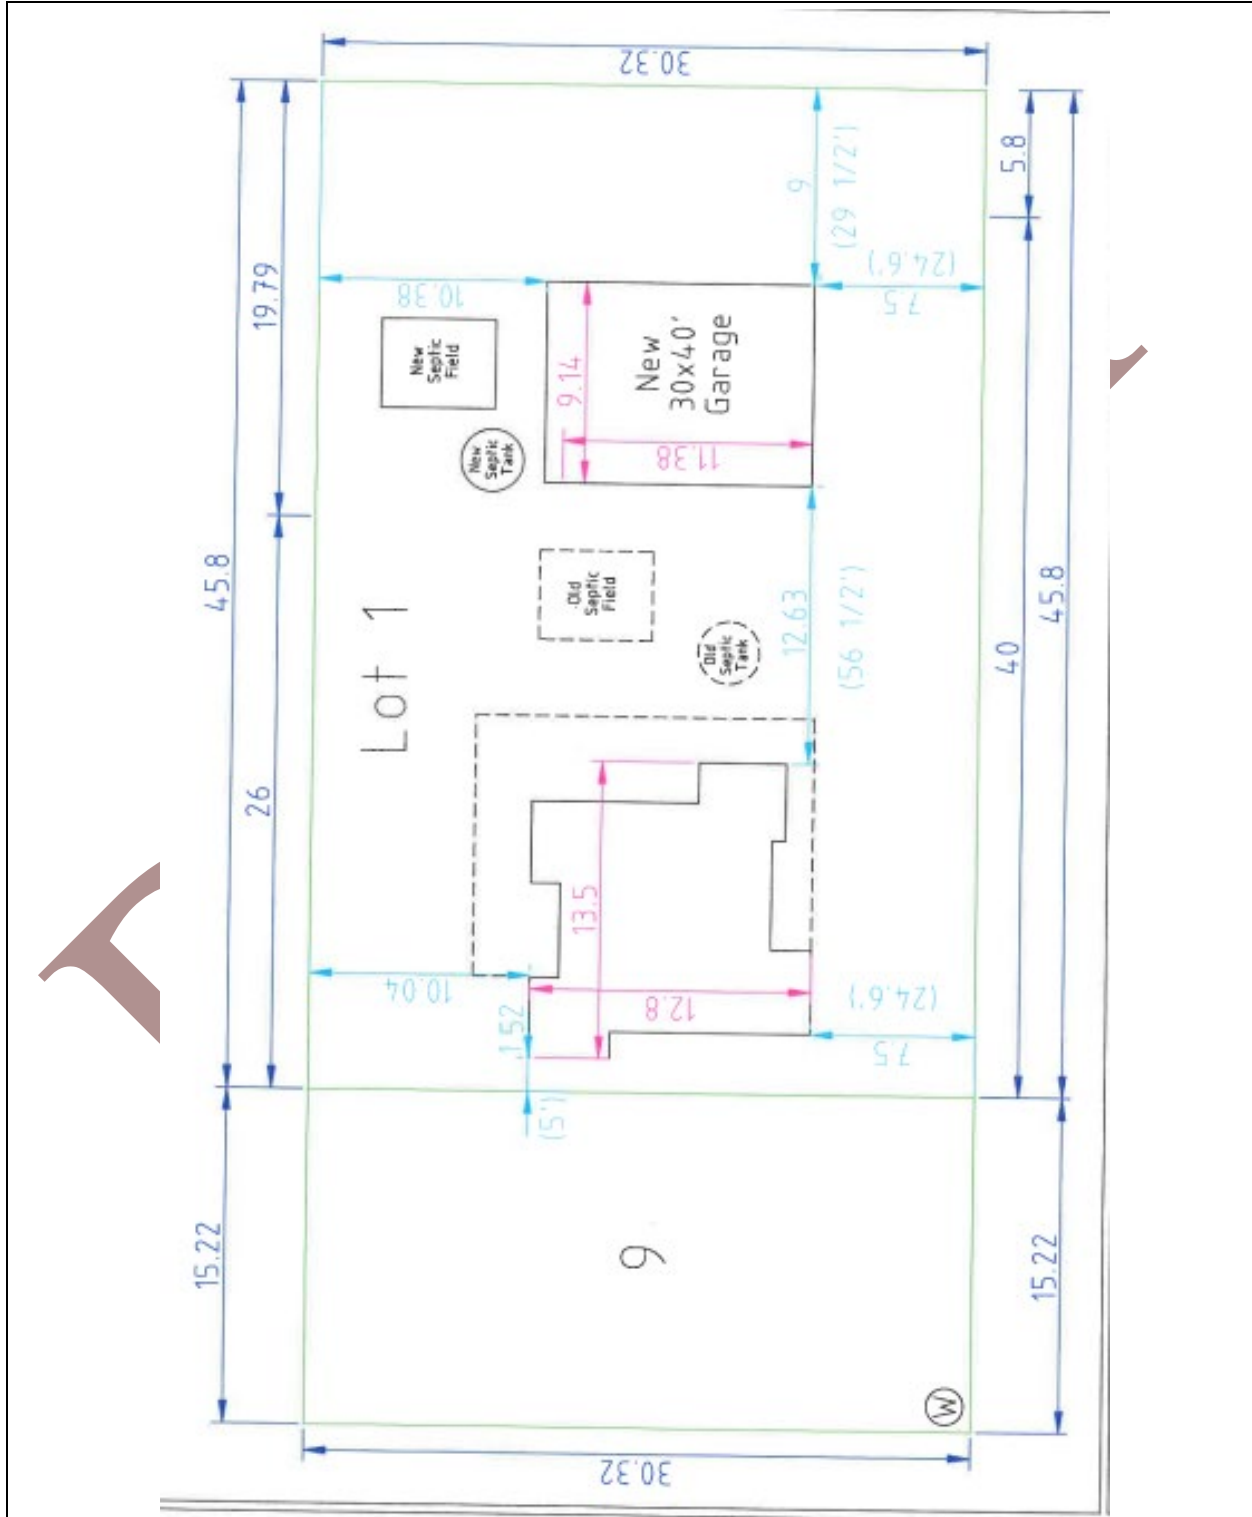 30.32
45.8
19.79
26
15.22
5.8
40
45.8
15.22
9
(29 1/2')
10.38
(24.6')
7.5
New
Septic
Field
9.14
New
30x40'
Garage
11.38
New
Septic
Tank
Old
Septic
Field
12.63
(56 1/2')
Old
Septic
Tank
Lot 1
13.5
10.04
12.8
1.52
(5')
(24.6')
7.5
9
W
30.32